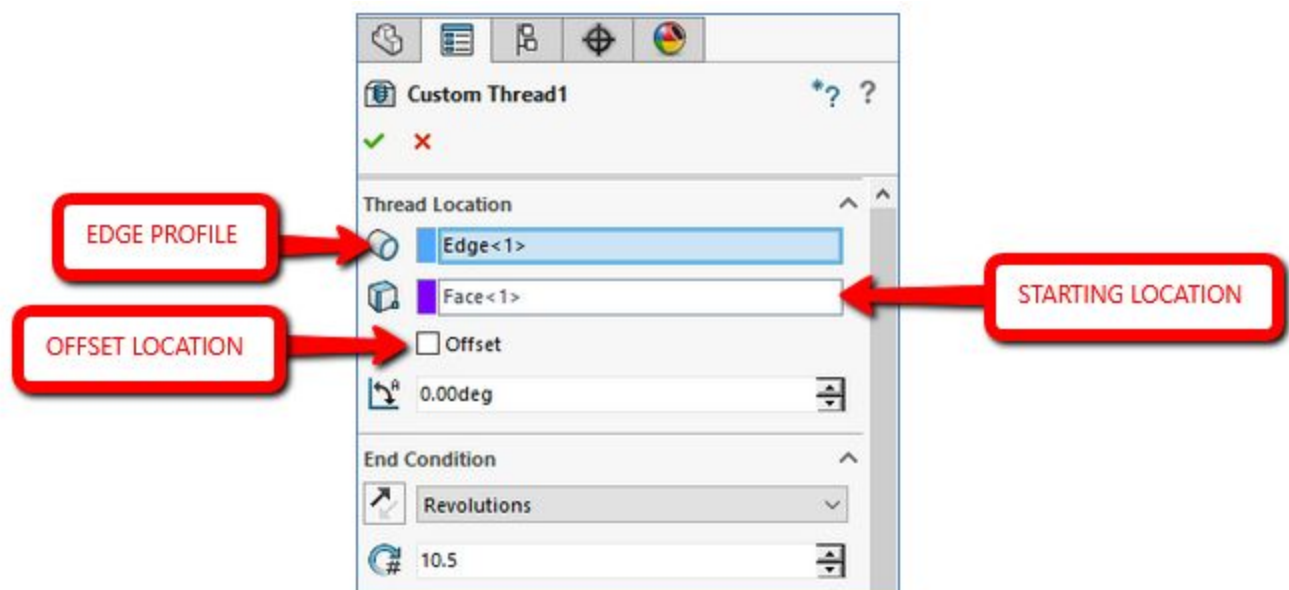 Custom Thread1
Thread Location
EDGE PROFILE
Edge<1>
Face<1>
STARTING LOCATION
OFFSET LOCATION
Offset
0.00deg
End Condition
Revolutions
10.5